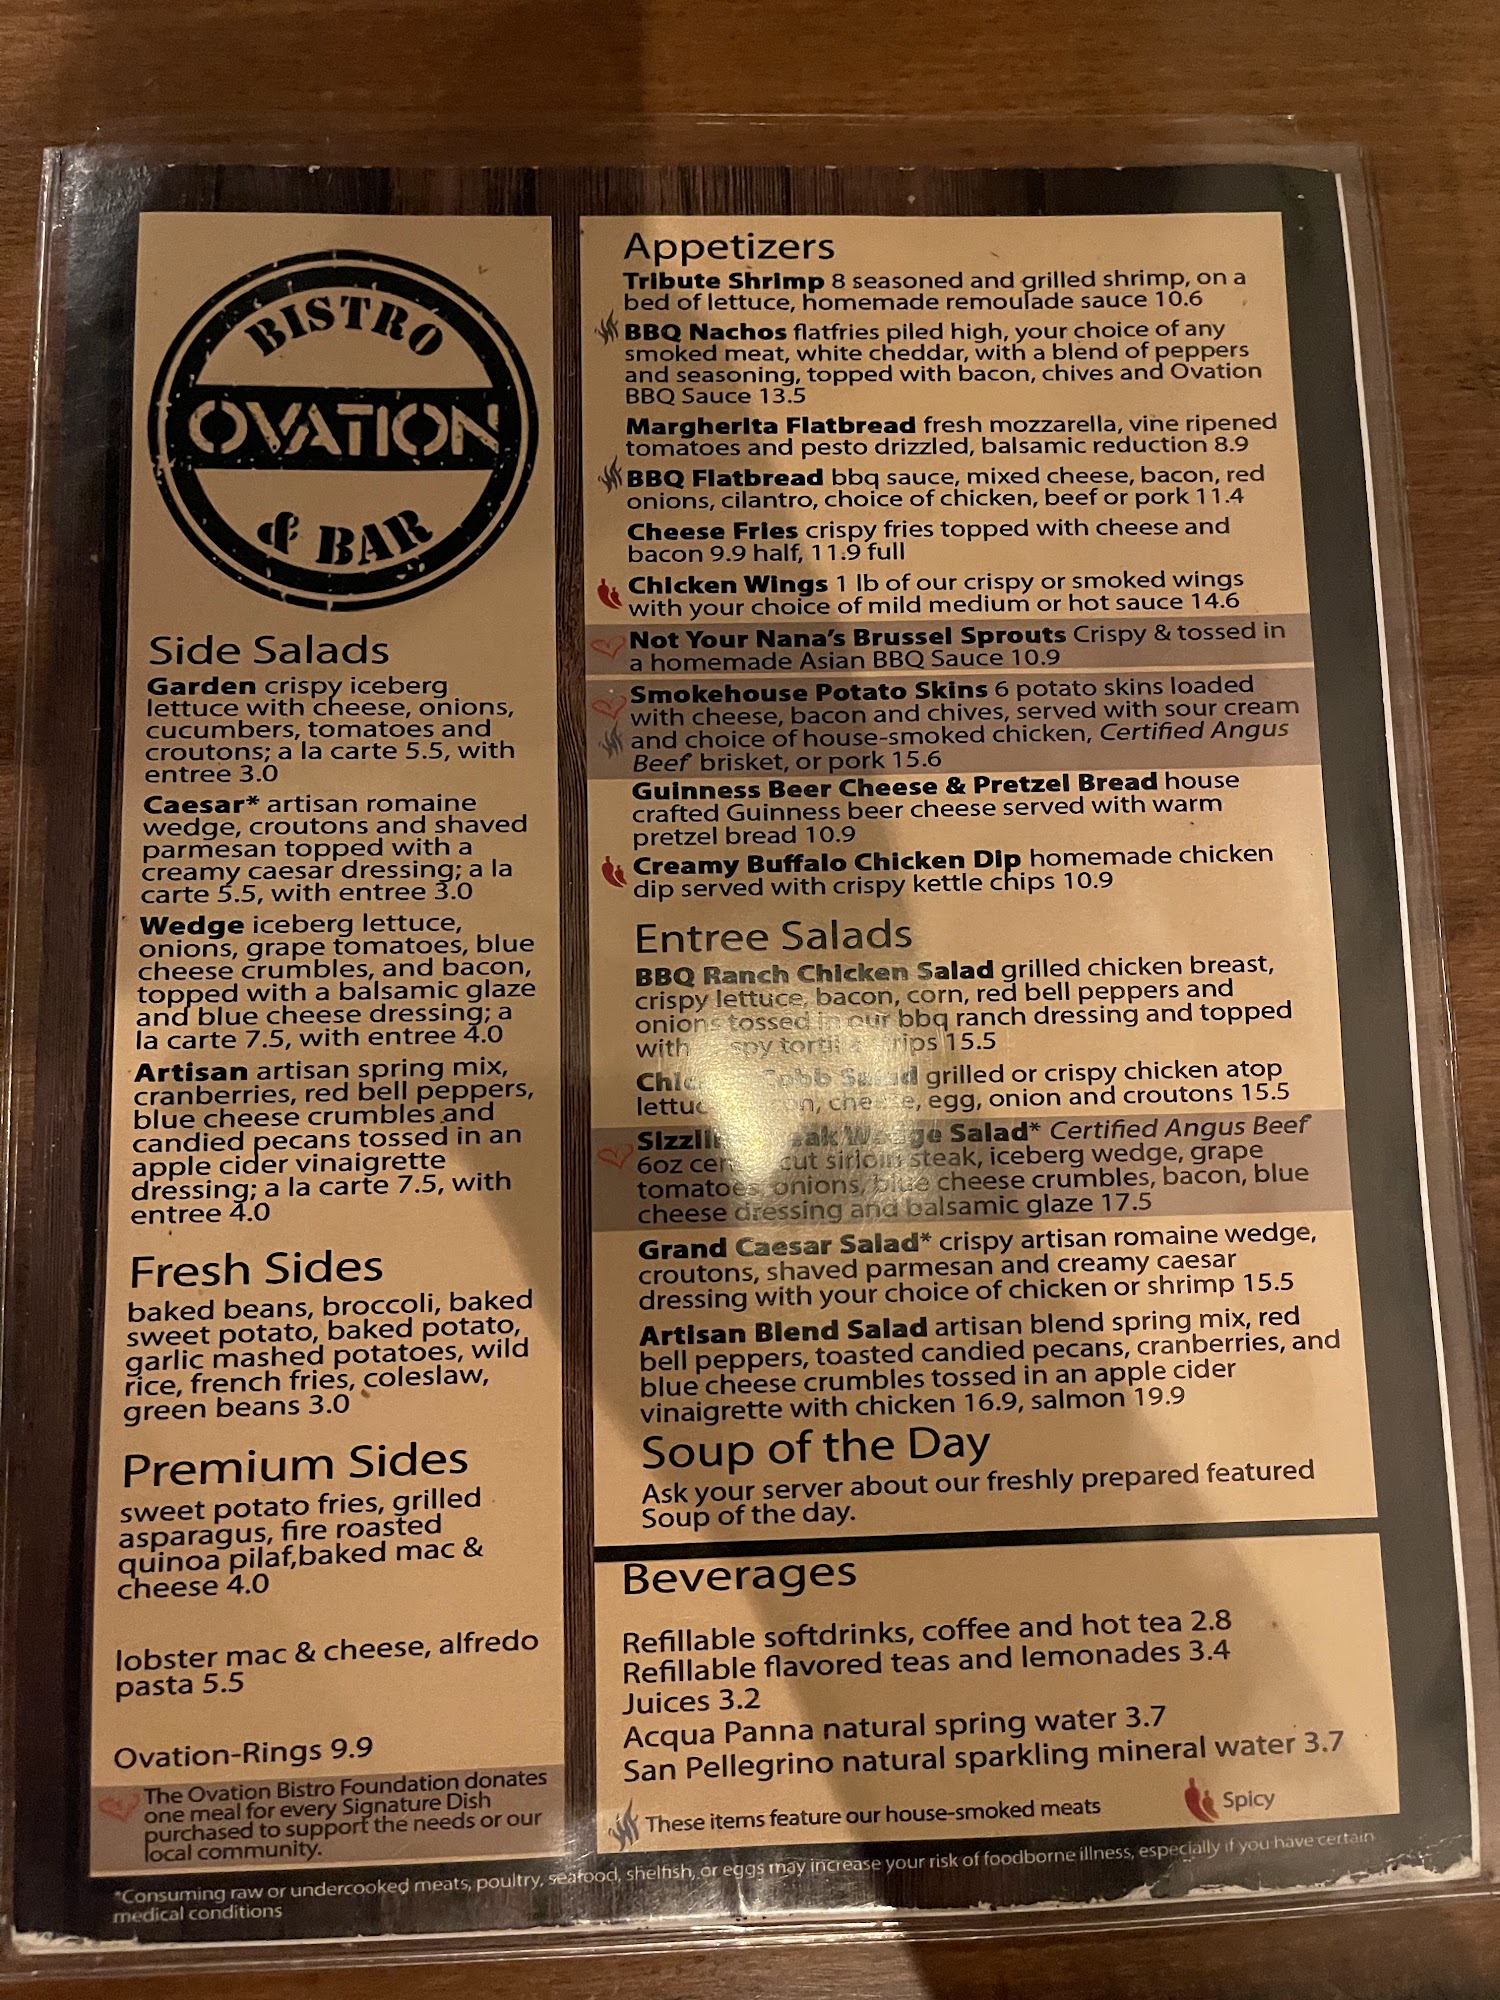 BISTRO
OVATION
& BAR
Side Salads
Garden crispy iceberg
lettuce with cheese, onions,
cucumbers, tomatoes and
croutons; a la carte 5.5, with
entree 3.0
Caesar* artisan romaine
wedge, croutons and shaved
parmesan topped with a
creamy caesar dressing; a la
carte 5.5, with entree 3.0
Wedge iceberg lettuce,
onions, grape tomatoes, blue
cheese crumbles, and bacon,
topped with a balsamic glaze
and blue cheese dressing; a
la carte 7.5, with entree 4.0
Artisan artisan spring mix,
cranberries, red bell peppers,
blue cheese crumbles and
candied pecans tossed in an
apple cider vinaigrette
dressing; a la carte 7.5, with
entree 4.0
Fresh Sides
baked beans, broccoli, baked
sweet potato, baked potato,
garlic mashed potatoes, wild
rice, french fries, coleslaw,
green beans 3.0
Premium Sides
sweet potato fries, grilled
asparagus, fire roasted
quinoa pilaf,baked mac &
cheese 4.0
lobster mac & cheese, alfredo
pasta 5.5
Ovation-Rings 9.9
The Ovation Bistro Foundation donates
one meal for every Signature Dish
purchased to support the needs or our
local community.
Appetizers
Tribute Shrimp 8 seasoned and grilled shrimp, on a
bed of lettuce, homemade remoulade sauce 10.6
BBQ Nachos flatfries piled high, your choice of any
smoked meat, white cheddar, with a blend of peppers
and seasoning, topped with bacon, chives and Ovation
BBQ Sauce 13.5
Margherita Flatbread fresh mozzarella, vine ripened
tomatoes and pesto drizzled, balsamic reduction 8.9
BBQ Flatbread bbq sauce, mixed cheese, bacon, red
onions, cilantro, choice of chicken, beef or pork 11.4
Cheese Fries crispy fries topped with cheese and
bacon 9.9 half, 11.9 full
Chicken Wings 1 lb of our crispy or smoked wings
with your choice of mild medium or hot sauce 14.6
Not Your Nana's Brussel Sprouts Crispy & tossed in
a homemade Asian BBQ Sauce 10.9
Smokehouse Potato Skins 6 potato skins loaded
with cheese, bacon and chives, served with sour cream
and choice of house-smoked chicken, Certified Angus
Beef brisket, or pork 15.6
Guinness Beer Cheese & Pretzel Bread house
crafted Guinness beer cheese served with warm
pretzel bread 10.9
Creamy Buffalo Chicken Dip homemade chicken
dip served with crispy kettle chips 10.9
Entree Salads
BBQ Ranch Chicken Salad grilled chicken breast,
crispy lettuce, bacon, corn, red bell peppers and
onions tossed in our bbq ranch dressing and topped
with tortilla strips 15.5
Cobb Salad grilled or crispy chicken atop
cheese, egg, onion and croutons 15.5
Wedge Salad* Certified Angus Beef
6oz cut sirloin steak, iceberg wedge, grape
tomatoes, onions, blue cheese crumbles, bacon, blue
cheese dressing and balsamic glaze 17.5
Grand Caesar Salad* crispy artisan romaine wedge,
croutons, shaved parmesan and creamy caesar
dressing with your choice of chicken or shrimp 15.5
Artisan Blend Salad artisan blend spring mix, red
bell peppers, toasted candied pecans, cranberries, and
blue cheese crumbles tossed in an apple cider
vinaigrette with chicken 16.9, salmon 19.9
Soup of the Day
Ask your server about our freshly prepared featured
Soup of the day.
Beverages
Refillable softdrinks, coffee and hot tea 2.8
Refillable flavored teas and lemonades 3.4
Juices 3.2
Acqua Panna natural spring water 3.7
San Pellegrino natural sparkling mineral water 3.7
These items feature our house-smoked meats
Spicy
*Consuming raw or undercooked meats, poultry, seafood, shelfish, or eggs may increase your risk of foodborne illness, especially if you have certain
medical conditions